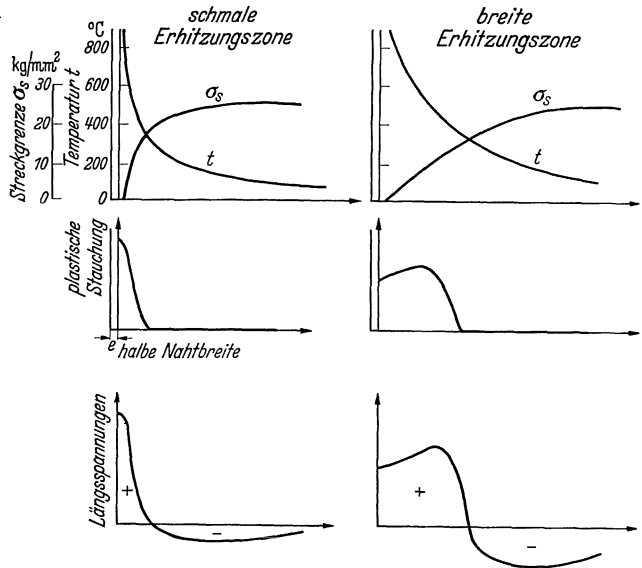 schmale
Erhitzungszone
breite
Erhitzungszone
°C
kg/mm²
800
600
400
200
0
30
20
10
0
Streckgrenze σs
Temperatur t
σs
t
σs
t
plastische
Stauchung
e halbe Nahtbreite
Längsspannungen
+
-
+
-